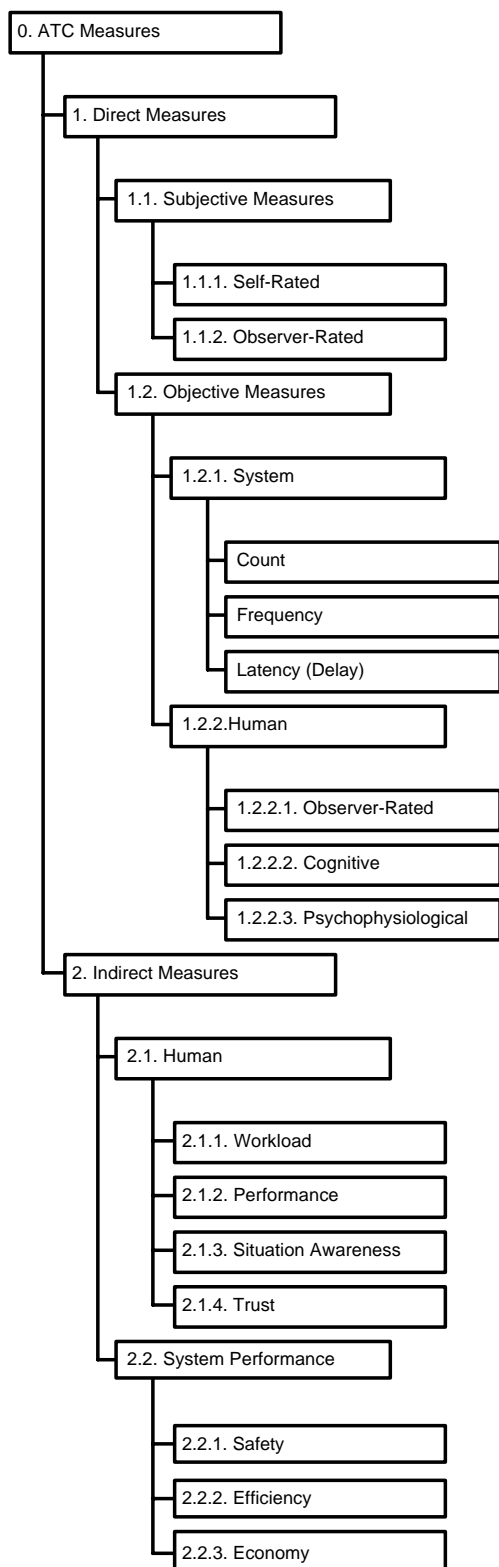 0. ATC Measures
1. Direct Measures
1.1. Subjective Measures
1.1.1. Self-Rated
1.1.2. Observer-Rated
1.2. Objective Measures
1.2.1. System
Count
Frequency
Latency (Delay)
1.2.2.Human
1.2.2.1. Observer-Rated
1.2.2.2. Cognitive
1.2.2.3. Psychophysiological
2. Indirect Measures
2.1. Human
2.1.1. Workload
2.1.2. Performance
2.1.3. Situation Awareness
2.1.4. Trust
2.2. System Performance
2.2.1. Safety
2.2.2. Efficiency
2.2.3. Economy